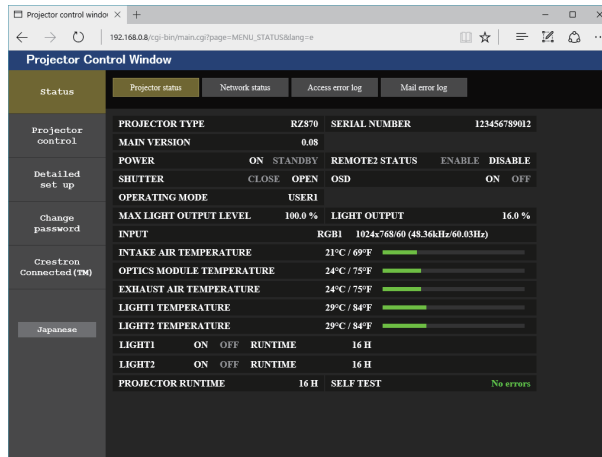 Projector control windo
192.168.0.8/cgi-bin/main.cgi?page=MENU_STATUS&lang=e
Projector Control Window
Status
Projector status
Network status
Access error log
Mail error log
Projector
control
Detailed
set up
Change
password
Crestron
Connected(TM)
Japanese
PROJECTOR TYPE RZ870 SERIAL NUMBER 123456789012
MAIN VERSION 0.08
POWER ON STANDBY REMOTE2 STATUS ENABLE DISABLE
SHUTTER CLOSE OPEN OSD ON OFF
OPERATING MODE USER1
MAX LIGHT OUTPUT LEVEL 100.0 % LIGHT OUTPUT 16.0 %
INPUT RGB1 1024x768/60 (48.36kHz/60.03Hz)
INTAKE AIR TEMPERATURE 21°C / 69°F
OPTICS MODULE TEMPERATURE 24°C / 75°F
EXHAUST AIR TEMPERATURE 24°C / 75°F
LIGHT1 TEMPERATURE 29°C / 84°F
LIGHT2 TEMPERATURE 29°C / 84°F
LIGHT1 ON OFF RUNTIME 16 H
LIGHT2 ON OFF RUNTIME 16 H
PROJECTOR RUNTIME 16 H SELF TEST No errors